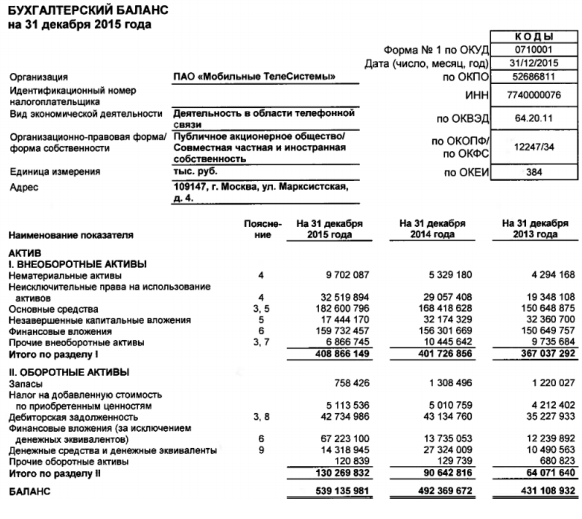 БУХГАЛТЕРСКИЙ БАЛАНС
на 31 декабря 2015 года
К О Д Ы
Форма № 1 по ОКУД 0710001
Дата (число, месяц, год) 31/12/2015
Организация ПАО «Мобильные ТелеСистемы» по ОКПО 52686811
Идентификационный номер
налогоплательщика ИНН 7740000076
Вид экономической деятельности Деятельность в области телефонной
связи по ОКВЭД 64.20.11
Организационно-правовая форма/ Публичное акционерное общество/
форма собственности Совместная частная и иностранная
собственность по ОКОПФ/
по ОКФС 12247/34
Единица измерения тыс. руб. по ОКЕИ 384
Адрес 109147, г. Москва, ул. Марксистская,
д. 4.
Наименование показателя Поясне-
ние На 31 декабря
2015 года На 31 декабря
2014 года На 31 декабря
2013 года
АКТИВ
I. ВНЕОБОРОТНЫЕ АКТИВЫ
Нематериальные активы 4 9 702 087 5 329 180 4 294 168
Неисключительные права на использование
активов 4 32 519 894 29 057 408 19 348 108
Основные средства 3, 5 182 600 796 168 418 628 150 648 875
Незавершенные капитальные вложения 5 17 444 170 32 174 329 32 360 700
Финансовые вложения 6 159 732 457 156 301 669 150 649 757
Прочие внеоборотные активы 3, 7 6 866 745 10 445 642 9 735 684
Итого по разделу I 408 866 149 401 726 856 367 037 292
II. ОБОРОТНЫЕ АКТИВЫ
Запасы 758 426 1 308 496 1 220 027
Налог на добавленную стоимость
по приобретенным ценностям 5 113 536 5 010 759 4 212 402
Дебиторская задолженность 3, 8 42 734 986 43 134 760 35 227 933
Финансовые вложения (за исключением
денежных эквивалентов) 6 67 223 100 13 735 053 12 239 892
Денежные средства и денежные эквиваленты 9 14 318 945 27 324 009 10 490 563
Прочие оборотные активы 120 839 129 739 680 823
Итого по разделу II 130 269 832 90 642 816 64 071 640
БАЛАНС 539 135 981 492 369 672 431 108 932